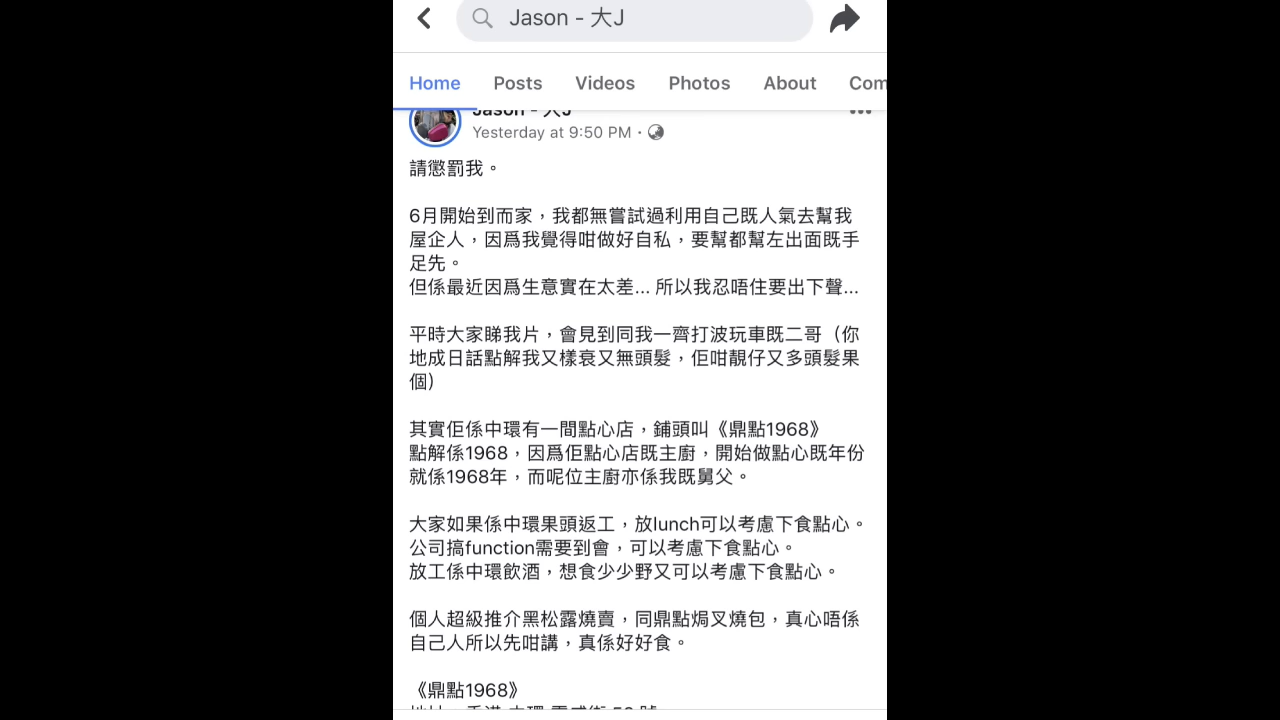 Jason - 大J
Home Posts Videos Photos About Com
Jason - 大J
Yesterday at 9:50 PM ·
請懲罰我。
6月開始到而家，我都無嘗試過利用自己既人氣去幫我
屋企人，因為我覺得咁做好自私，要幫都幫左出面既手
足先。
但係最近因為生意實在太差... 所以我忍唔住要出下聲...
平時大家睇我片，會見到同我一齊打波玩車既二哥（你
地成日話點解我又樣衰又無頭髮，佢咁靚仔又多頭髮果
個）
其實佢係中環有一間點心店，鋪頭叫《鼎點1968》
點解係1968，因為佢點心店既主廚，開始做點心既年份
就係1968年，而呢位主廚亦係我既舅父。
大家如果係中環果頭返工，放lunch可以考慮下食點心。
公司搞function需要到會，可以考慮下食點心。
放工係中環飲酒，想食少少野又可以考慮下食點心。
個人超級推介黑松露燒賣，同鼎點焗叉燒包，真心唔係
自己人所以先咁講，真係好好食。
《鼎點1968》
地址：香港 中環 威